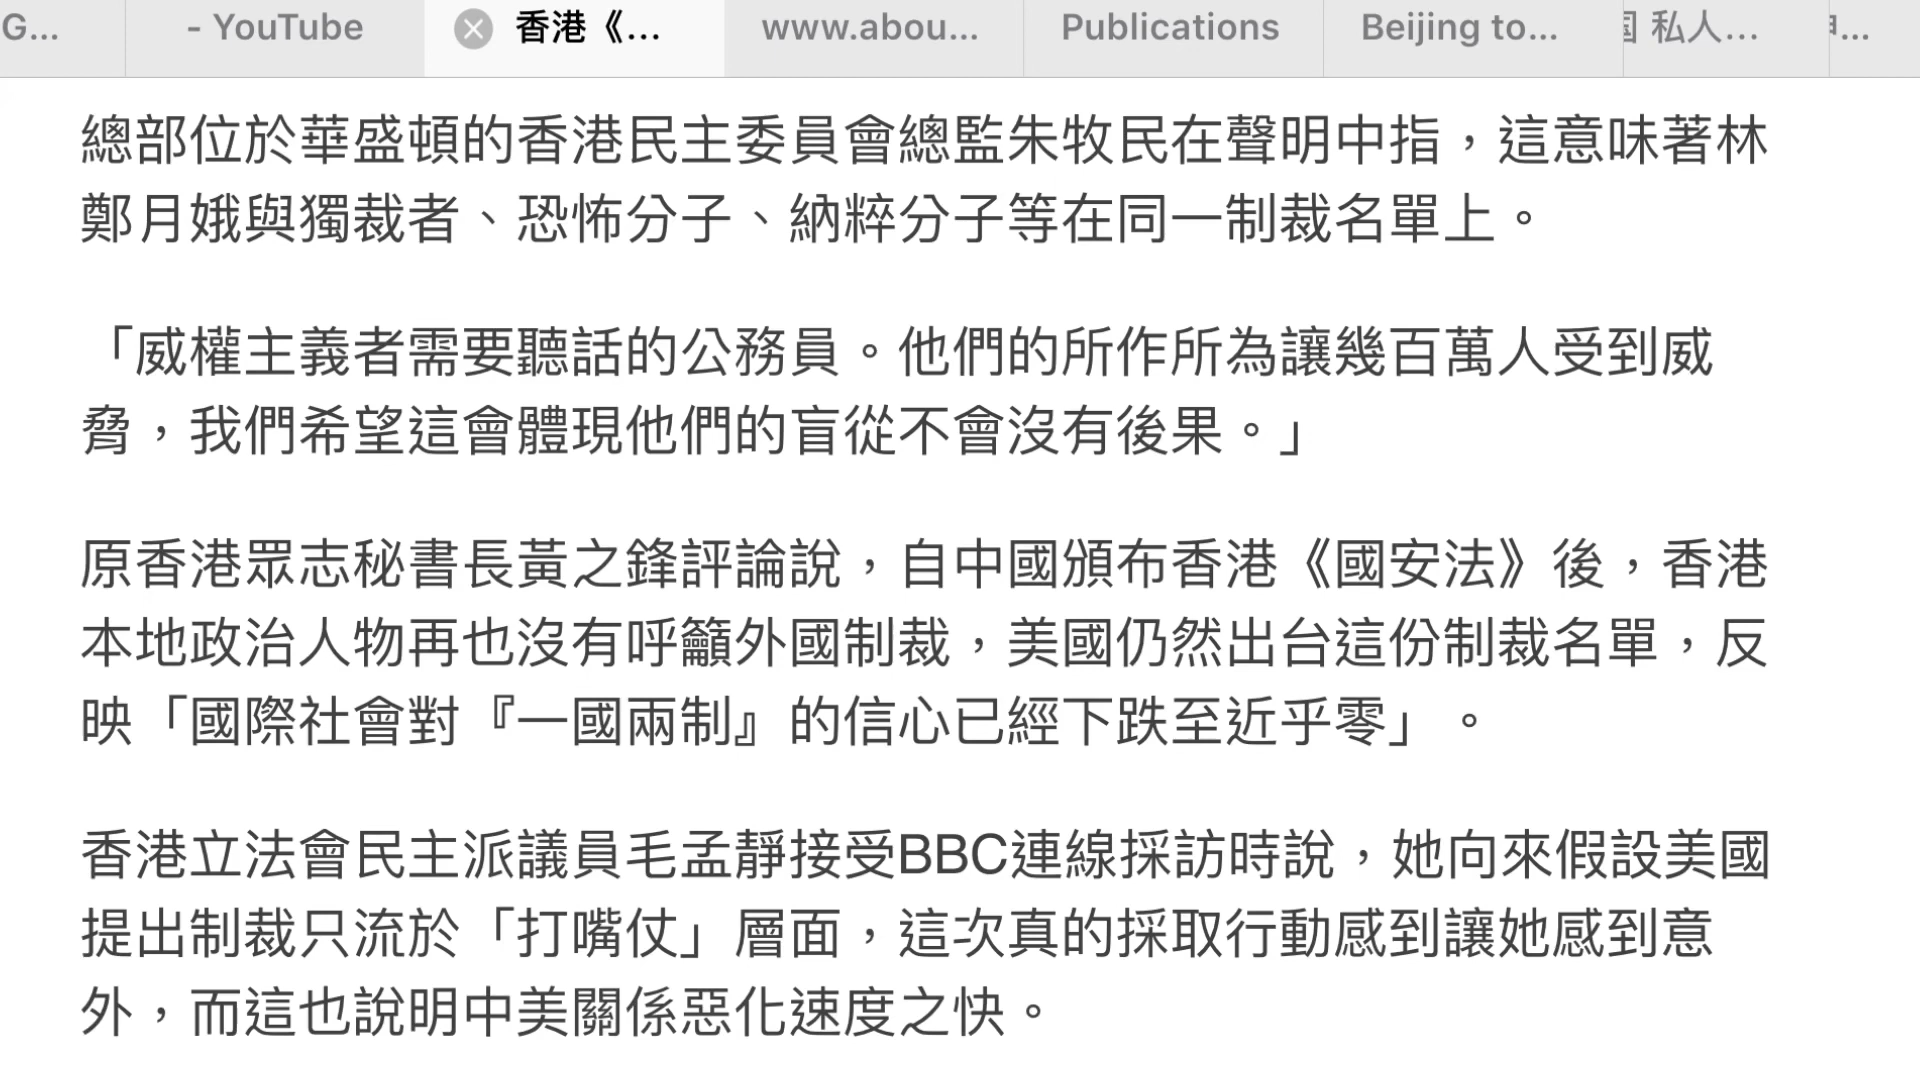 G...
- YouTube
香港《...
www.abou...
Publications
Beijing to...
私人...
總部位於華盛頓的香港民主委員會總監朱牧民在聲明中指，這意味著林
鄭月娥與獨裁者、恐怖分子、納粹分子等在同一制裁名單上。
「威權主義者需要聽話的公務員。他們的所作所為讓幾百萬人受到威
脅，我們希望這會體現他們的盲從不會沒有後果。」
原香港眾志秘書長黃之鋒評論說，自中國頒布香港《國安法》後，香港
本地政治人物再也沒有呼籲外國制裁，美國仍然出台這份制裁名單，反
映「國際社會對『一國兩制』的信心已經下跌至近乎零」。
香港立法會民主派議員毛孟靜接受BBC連線採訪時說，她向來假設美國
提出制裁只流於「打嘴仗」層面，這次真的採取行動感到讓她感到意
外，而這也說明中美關係惡化速度之快。